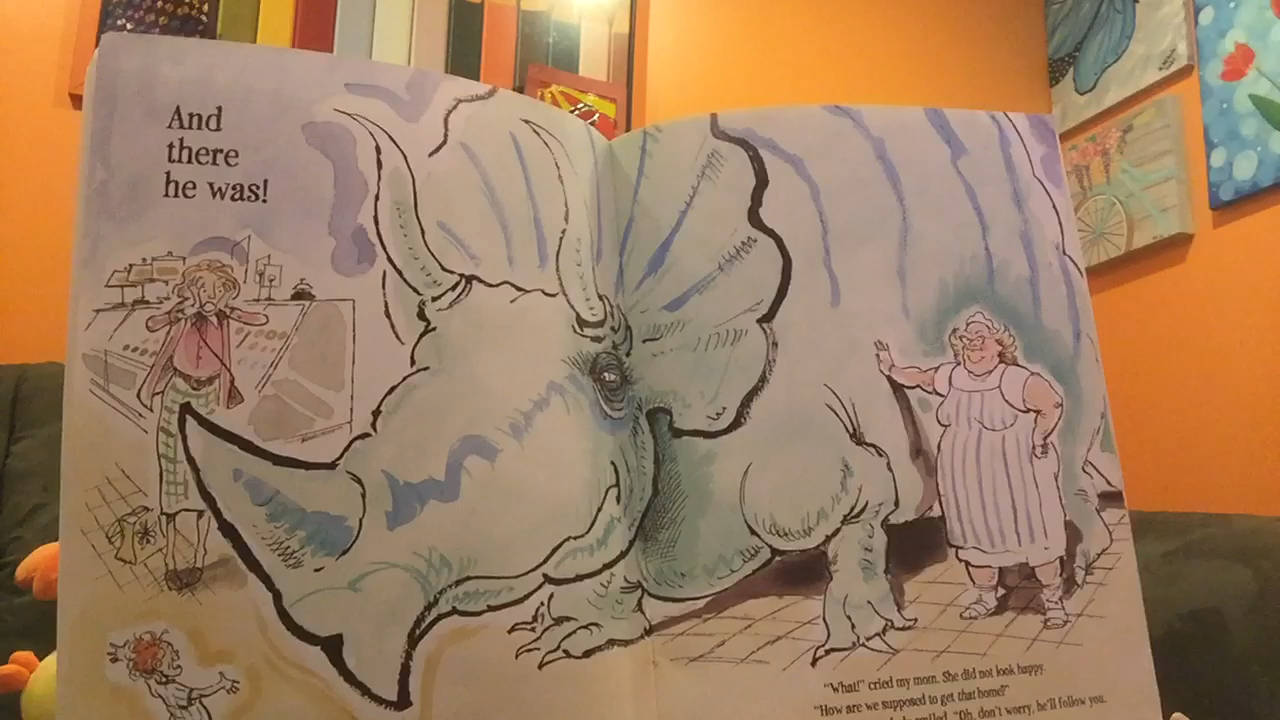 And
there
he was!
"What!" cried my mom. She did not look happy.
"How are we supposed to get that home?"
smiled. "Oh, don't worry, he'll follow you.